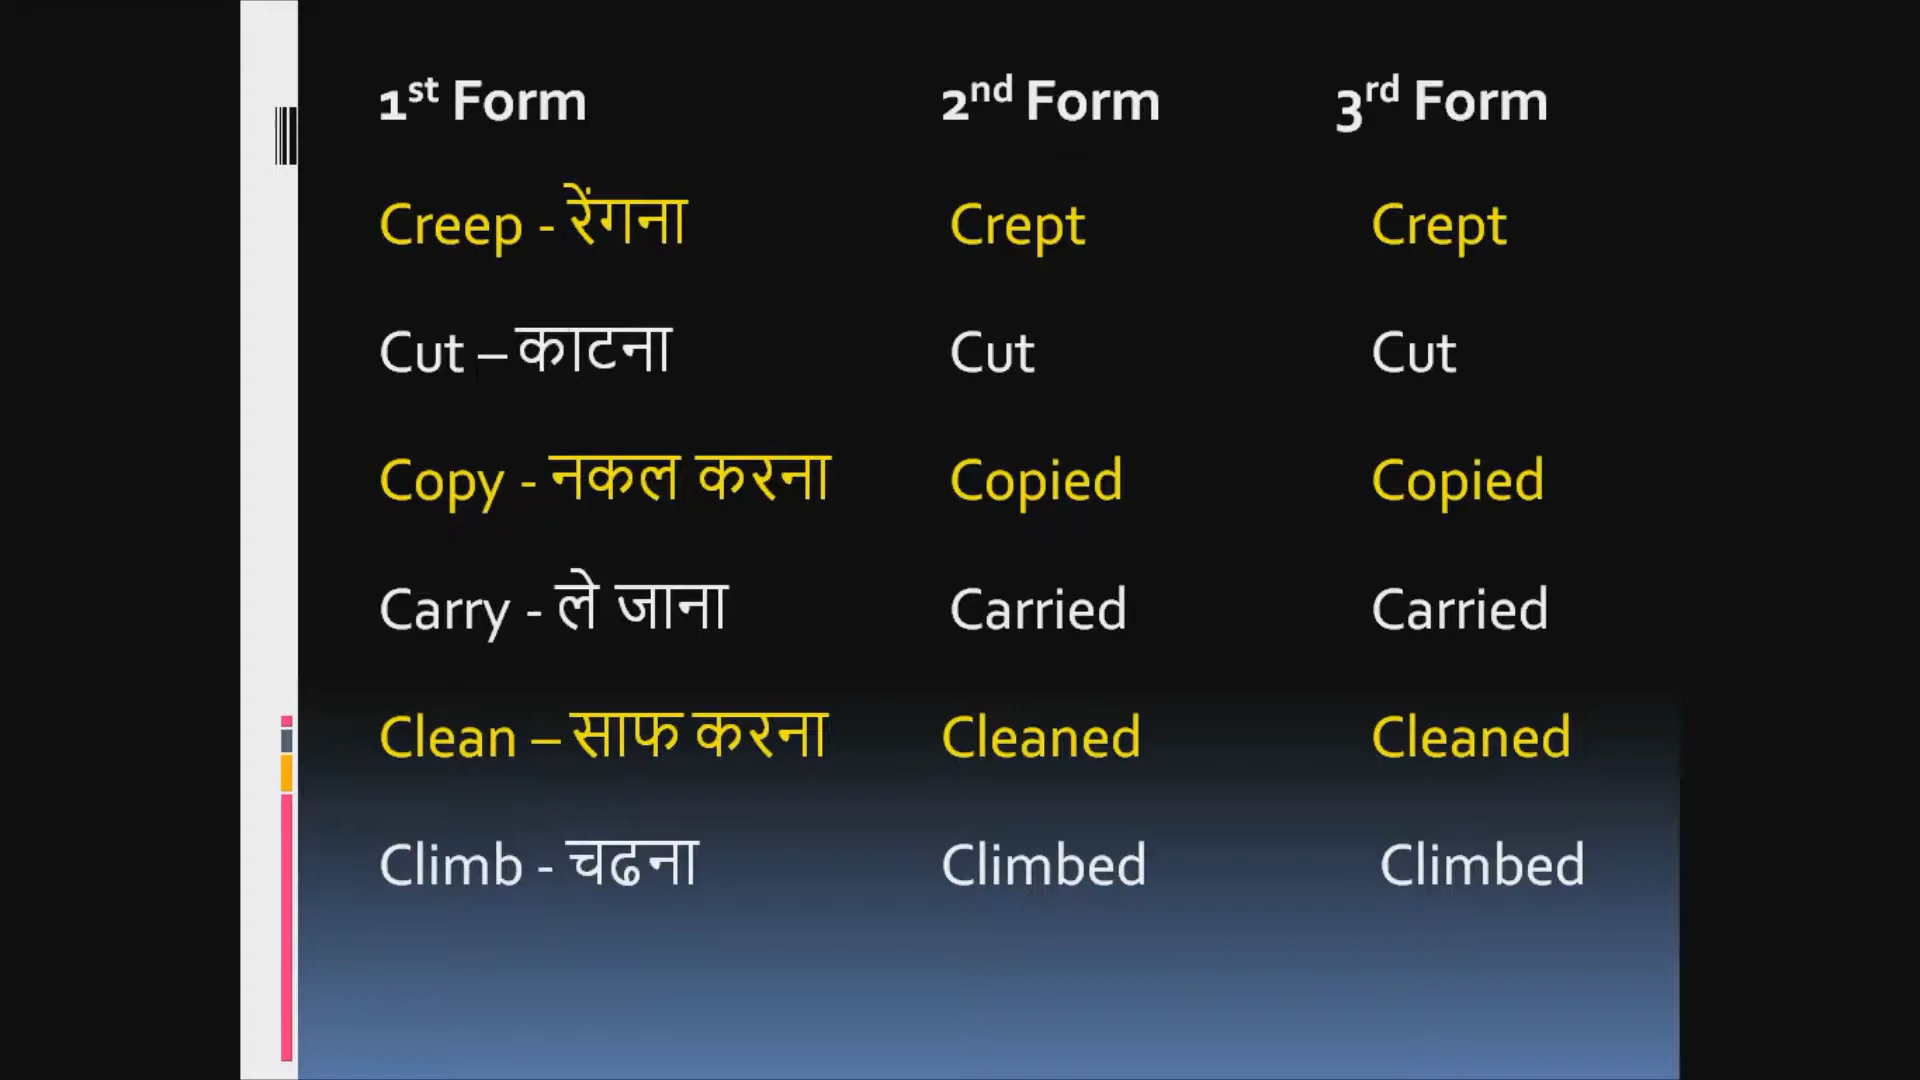 1st Form 2nd Form 3rd Form
Creep - रेंगना Crept Crept
Cut – काटना Cut Cut
Copy - नकल करना Copied Copied
Carry - ले जाना Carried Carried
Clean – साफ करना Cleaned Cleaned
Climb - चढना Climbed Climbed